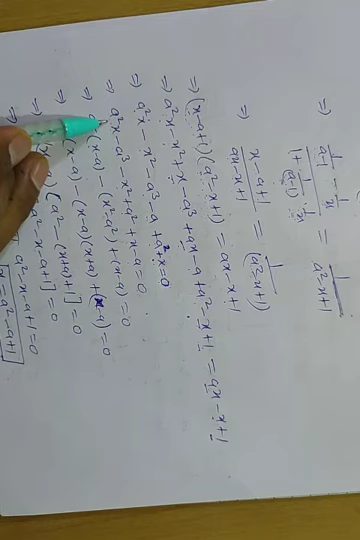 ⇒ (1/(a-1) - 1/x) / (1 + 1/(a-1) · 1/x) = 1/(a²-x+1)
⇒ (x-a+1)/(ax-x+1) = 1/(a²-x+1)
⇒ (x-a+1)(a²-x+1) = ax-x+1
⇒ a²x-x²+x-a³+ax-a+a²-x+1 = ax-x+1
⇒ a²x-x²-a³-a+a²+x=0
⇒ a²x-a³-x²+a²+x-a=0
⇒ (x-a)-(x²-a²)+(x-a)=0
⇒ (x-a)-(x-a)(x+a)+(x-a)=0
⇒ [a²-(x+a)+1]=0
⇒ a²-x-a+1]=0
⇒ a²-x-a+1=0
x=a²-a+1